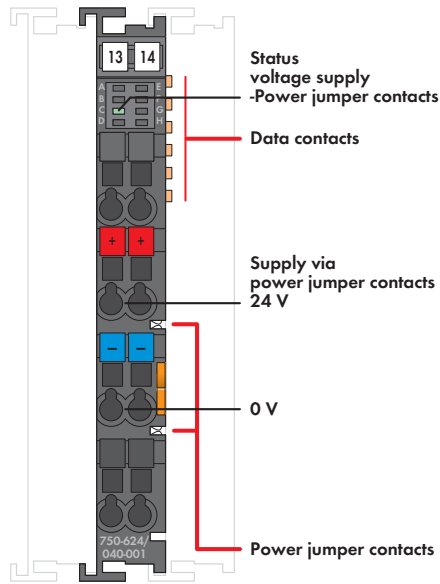 13 14
Status
voltage supply
-Power jumper contacts
A E
B F
C G
D H
Data contacts
+ +
Supply via
power jumper contacts
24 V
− −
0 V
750-624/
040-001
Power jumper contacts